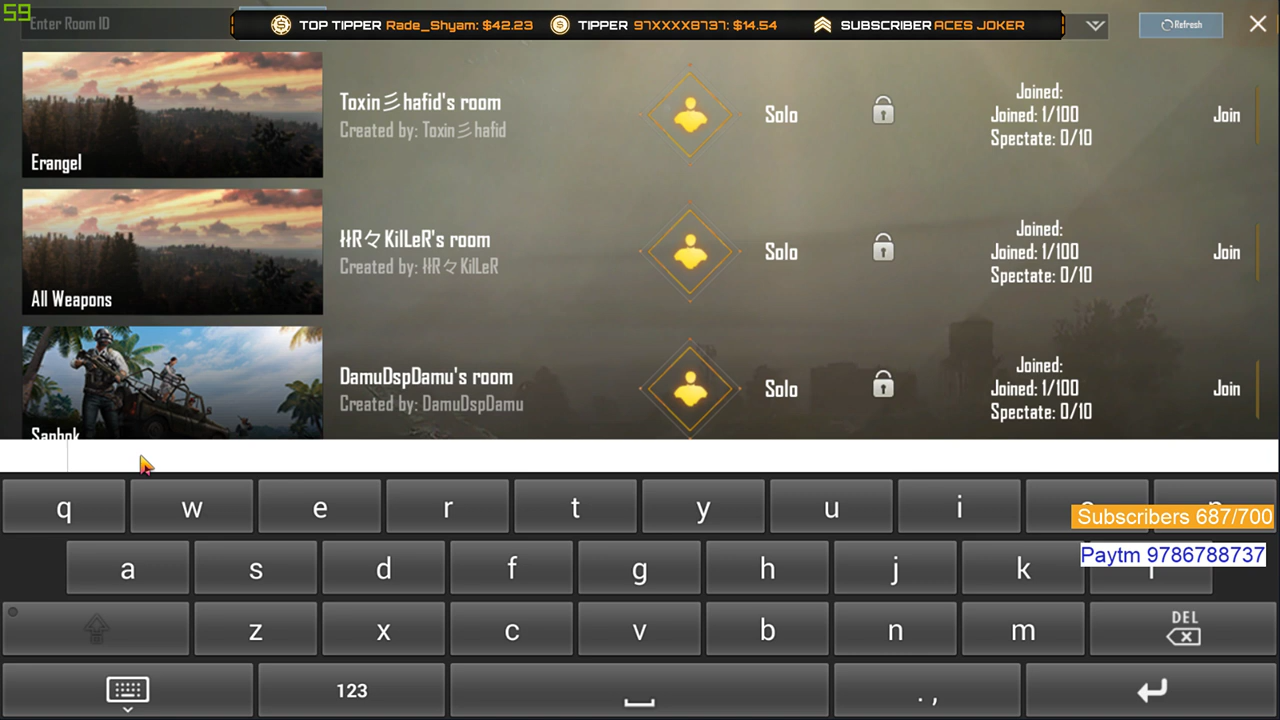 59
Enter Room ID
TOP TIPPER Rade_Shyam: $42.23 TIPPER 97XXXX8737: $14.54 SUBSCRIBER ACES JOKER
Refresh
Toxin彡hafid's room
Created by: Toxin彡hafid
Erangel
Solo
Joined:
Joined: 1/100
Spectate: 0/10
Join
ƗƗR々KilLeR's room
Created by: ƗƗR々KilLeR
All Weapons
Solo
Joined:
Joined: 1/100
Spectate: 0/10
Join
DamuDspDamu's room
Created by: DamuDspDamu
Sanhok
Solo
Joined:
Joined: 1/100
Spectate: 0/10
Join
q w e r t y u i
Subscribers 687/700
Paytm 9786788737
a s d f g h j k
z x c v b n m DEL
123 . ,